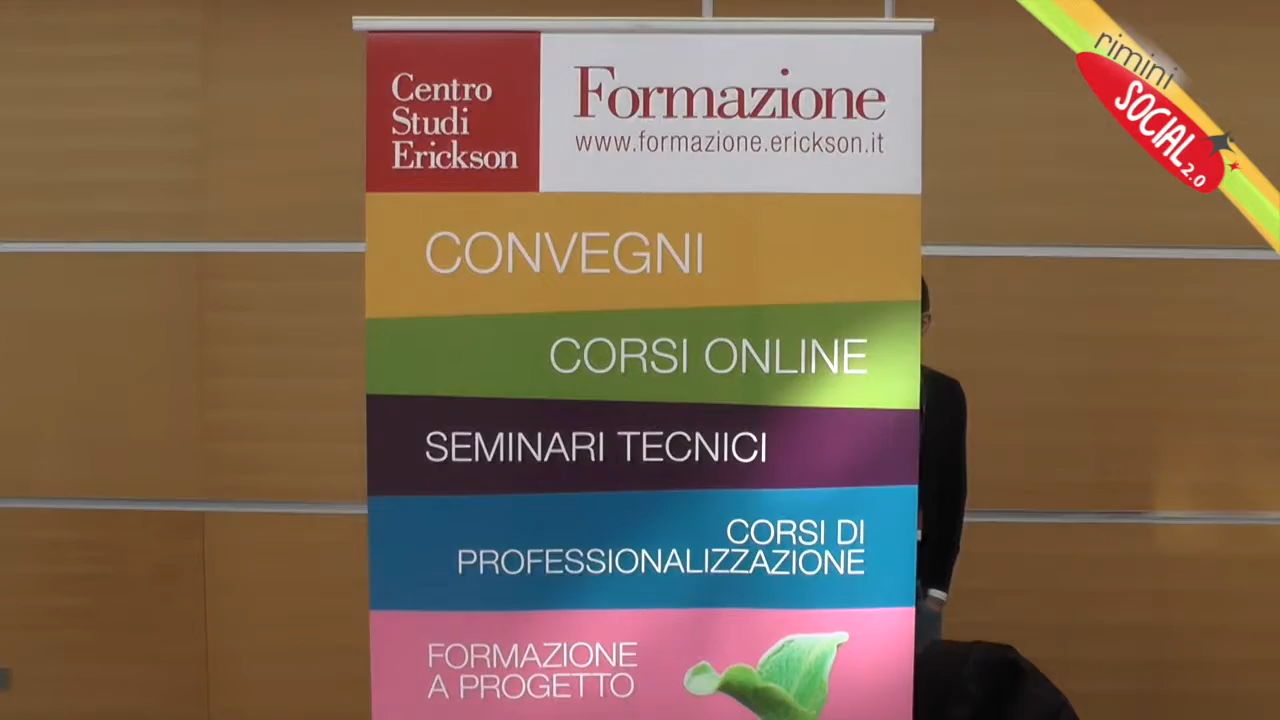 Centro
Studi
Erickson
Formazione
www.formazione.erickson.it
CONVEGNI
CORSI ONLINE
SEMINARI TECNICI
CORSI DI
PROFESSIONALIZZAZIONE
FORMAZIONE
A PROGETTO
rimini
SOCIAL 2.0